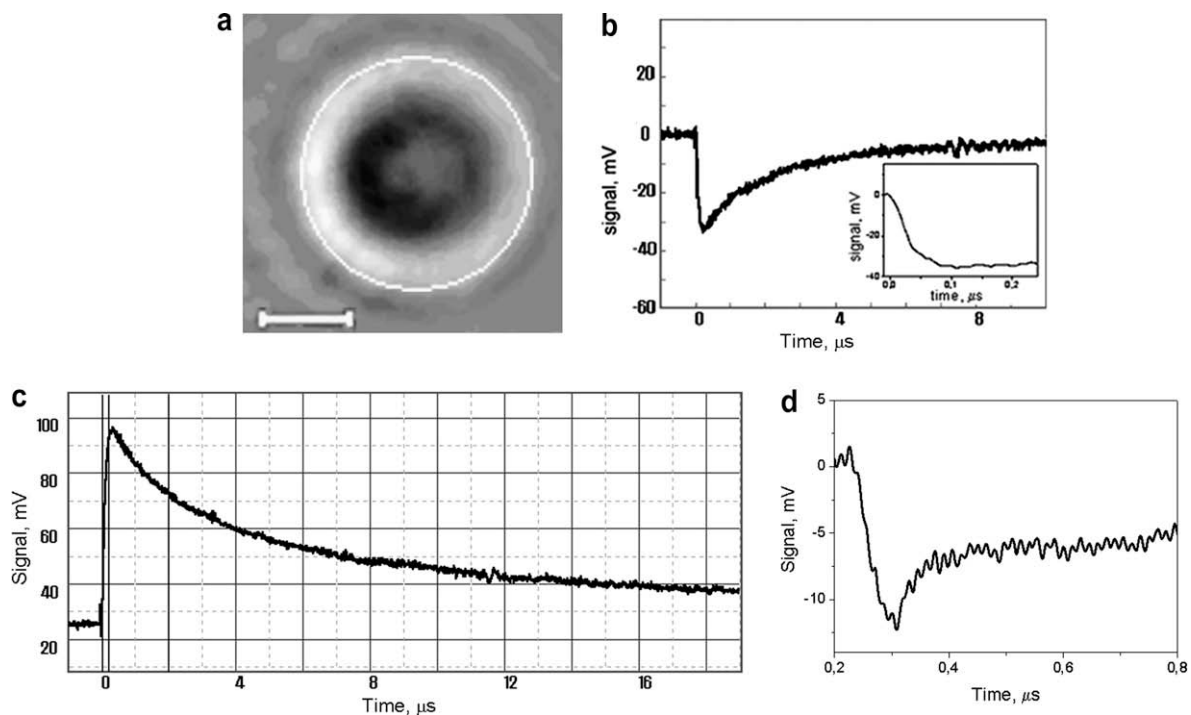 a
b
20
0
-20
-40
-60
signal, mV
0
4
8
Time, μs
0
-20
-40
signal, mV
0,0
0,1
0,2
time, μs
c
100
80
60
40
20
Signal, mV
0
4
8
12
16
Time, μs
d
5
0
-5
-10
Signal, mV
0,2
0,4
0,6
0,8
Time, μs